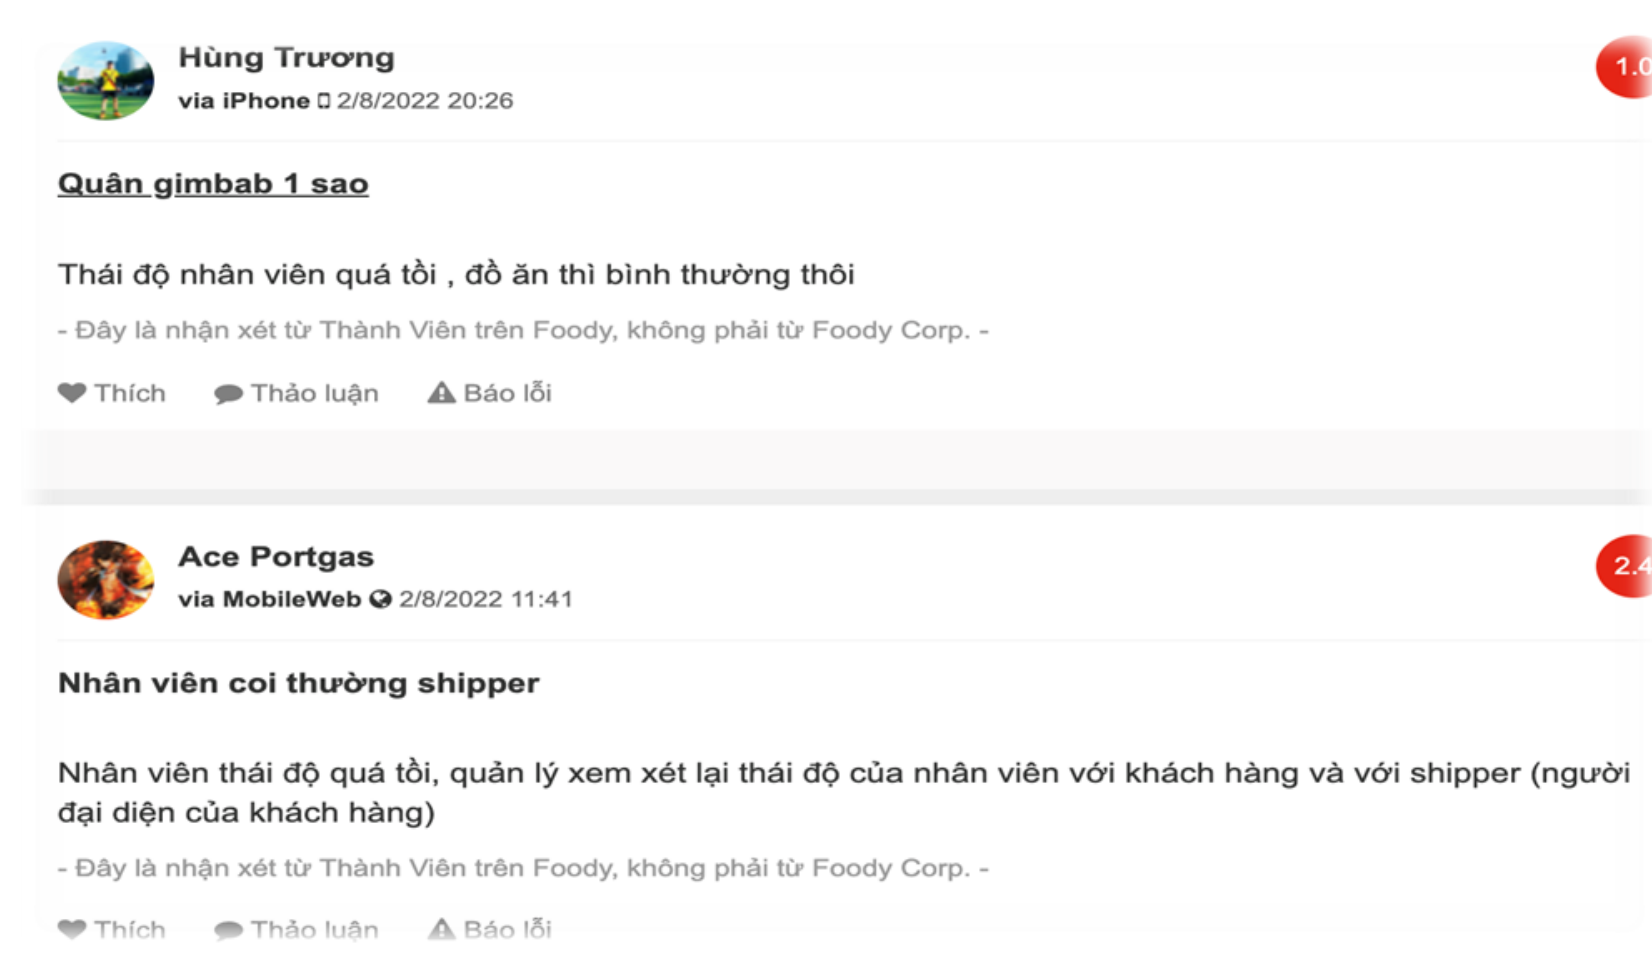 Hùng Trương
1.0
via iPhone 2/8/2022 20:26
Quân gimbab 1 sao
Thái độ nhân viên quá tồi , đồ ăn thì bình thường thôi
- Đây là nhận xét từ Thành Viên trên Foody, không phải từ Foody Corp. -
Thích Thảo luận Báo lỗi
Ace Portgas
2.4
via MobileWeb 2/8/2022 11:41
Nhân viên coi thường shipper
Nhân viên thái độ quá tồi, quản lý xem xét lại thái độ của nhân viên với khách hàng và với shipper (người
đại diện của khách hàng)
- Đây là nhận xét từ Thành Viên trên Foody, không phải từ Foody Corp. -
Thích Thảo luận Báo lỗi